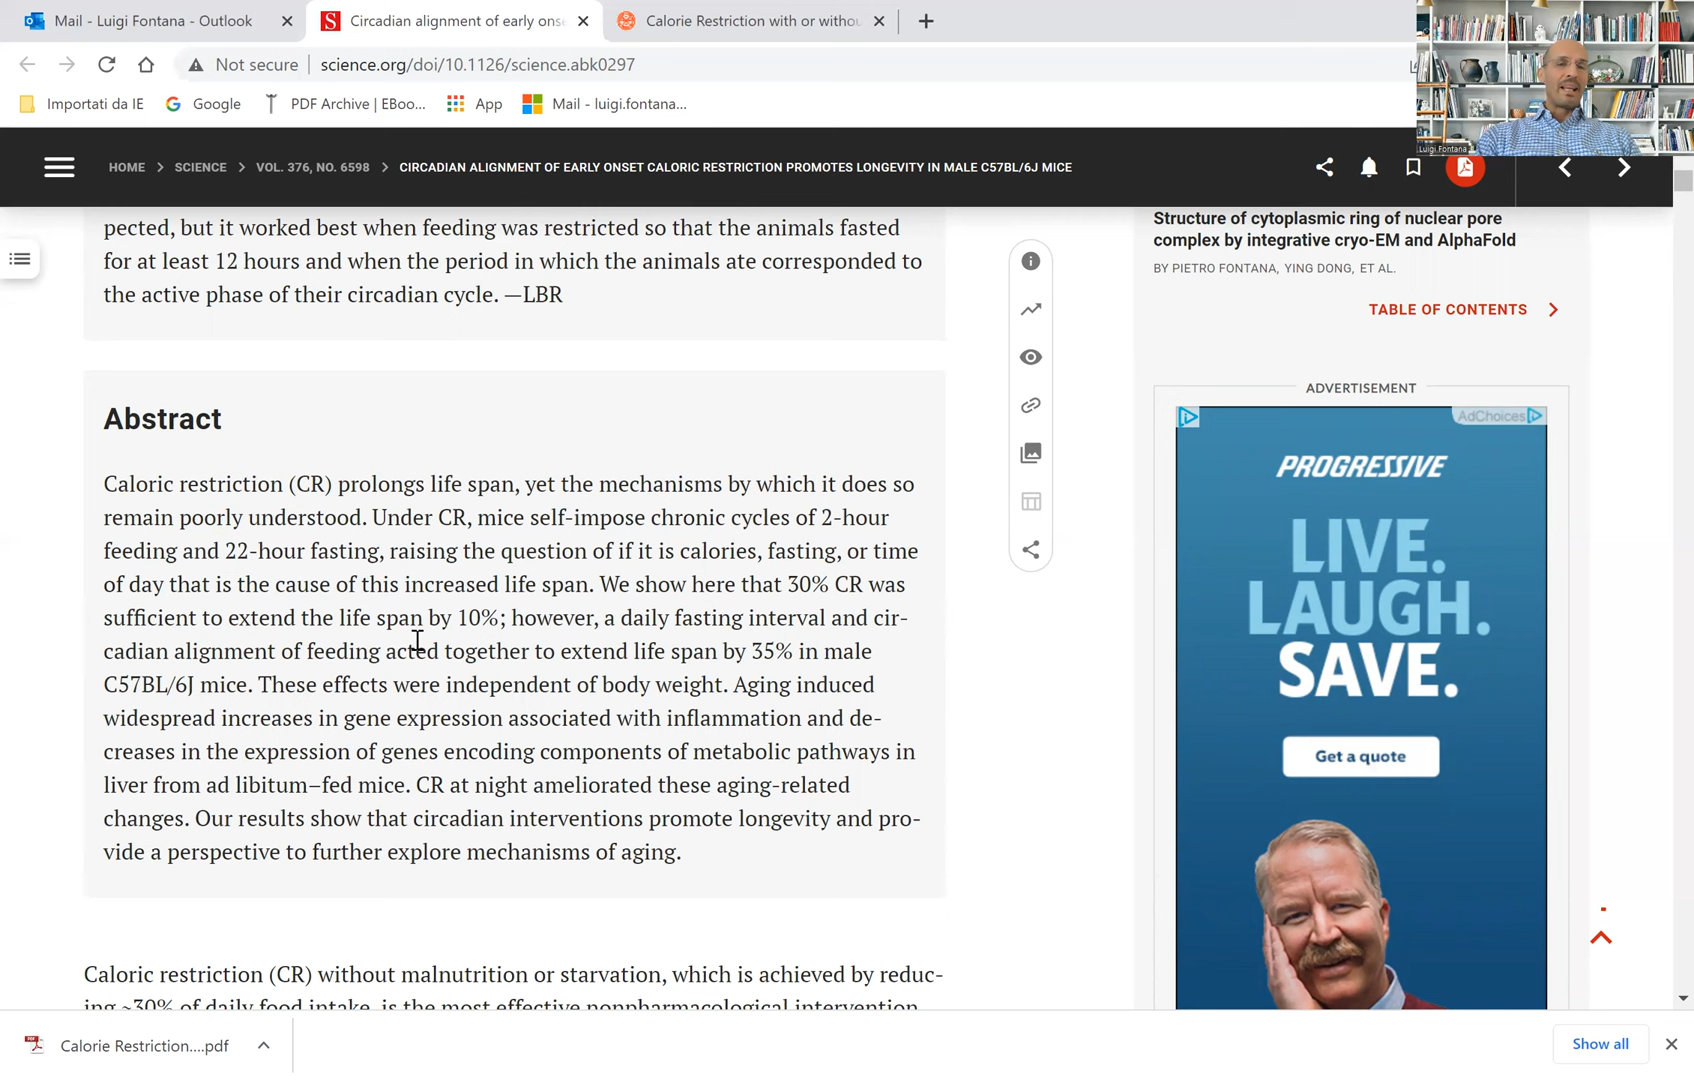 Mail - Luigi Fontana - Outlook
Circadian alignment of early onse
Calorie Restriction with or withou
Not secure
science.org/doi/10.1126/science.abk0297
Importati da IE
Google
PDF Archive | EBoo...
App
Mail - luigi.fontana...
Luigi Fontana
HOME > SCIENCE > VOL. 376, NO. 6598 > CIRCADIAN ALIGNMENT OF EARLY ONSET CALORIC RESTRICTION PROMOTES LONGEVITY IN MALE C57BL/6J MICE
pected, but it worked best when feeding was restricted so that the animals fasted
for at least 12 hours and when the period in which the animals ate corresponded to
the active phase of their circadian cycle. —LBR
Abstract
Caloric restriction (CR) prolongs life span, yet the mechanisms by which it does so
remain poorly understood. Under CR, mice self-impose chronic cycles of 2-hour
feeding and 22-hour fasting, raising the question of if it is calories, fasting, or time
of day that is the cause of this increased life span. We show here that 30% CR was
sufficient to extend the life span by 10%; however, a daily fasting interval and cir-
cadian alignment of feeding acted together to extend life span by 35% in male
C57BL/6J mice. These effects were independent of body weight. Aging induced
widespread increases in gene expression associated with inflammation and de-
creases in the expression of genes encoding components of metabolic pathways in
liver from ad libitum–fed mice. CR at night ameliorated these aging-related
changes. Our results show that circadian interventions promote longevity and pro-
vide a perspective to further explore mechanisms of aging.
Caloric restriction (CR) without malnutrition or starvation, which is achieved by reduc-
ing ~30% of daily food intake, is the most effective nonpharmacological intervention
Structure of cytoplasmic ring of nuclear pore
complex by integrative cryo-EM and AlphaFold
BY PIETRO FONTANA, YING DONG, ET AL.
TABLE OF CONTENTS
ADVERTISEMENT
AdChoices
PROGRESSIVE
LIVE.
LAUGH.
SAVE.
Get a quote
Calorie Restriction....pdf
Show all